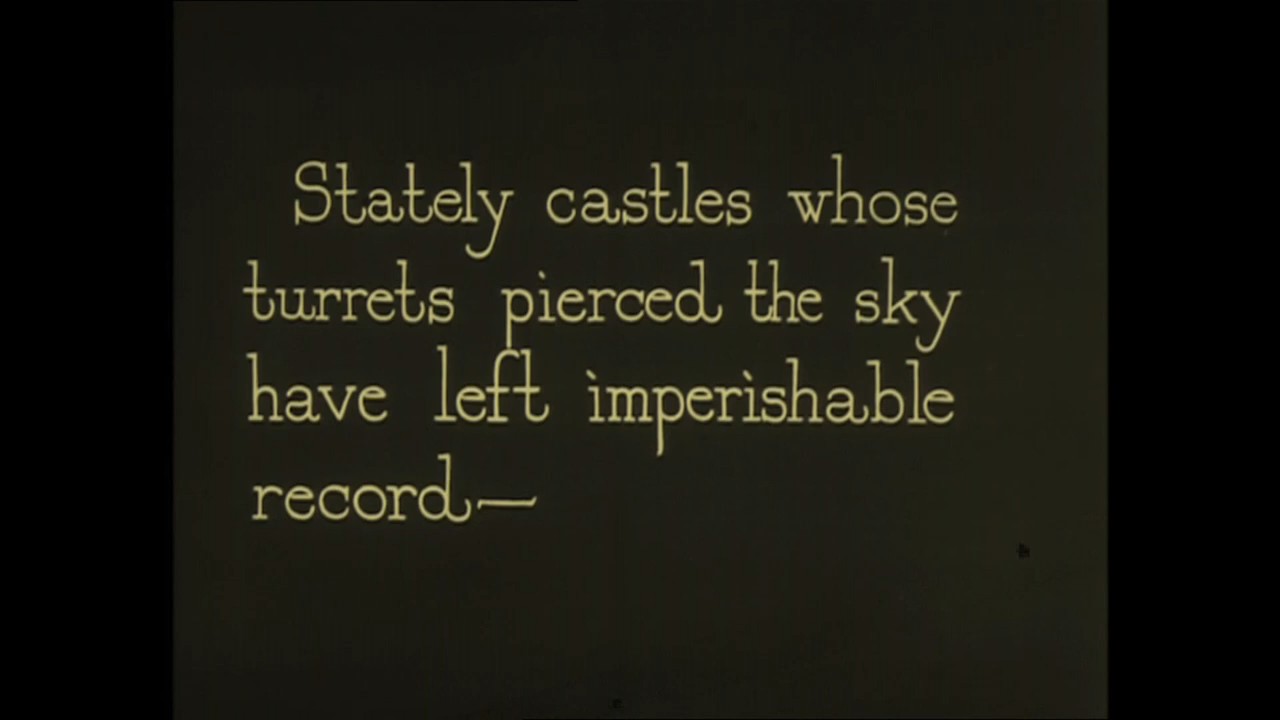 Stately castles whose
turrets pierced the sky
have left imperishable
record—